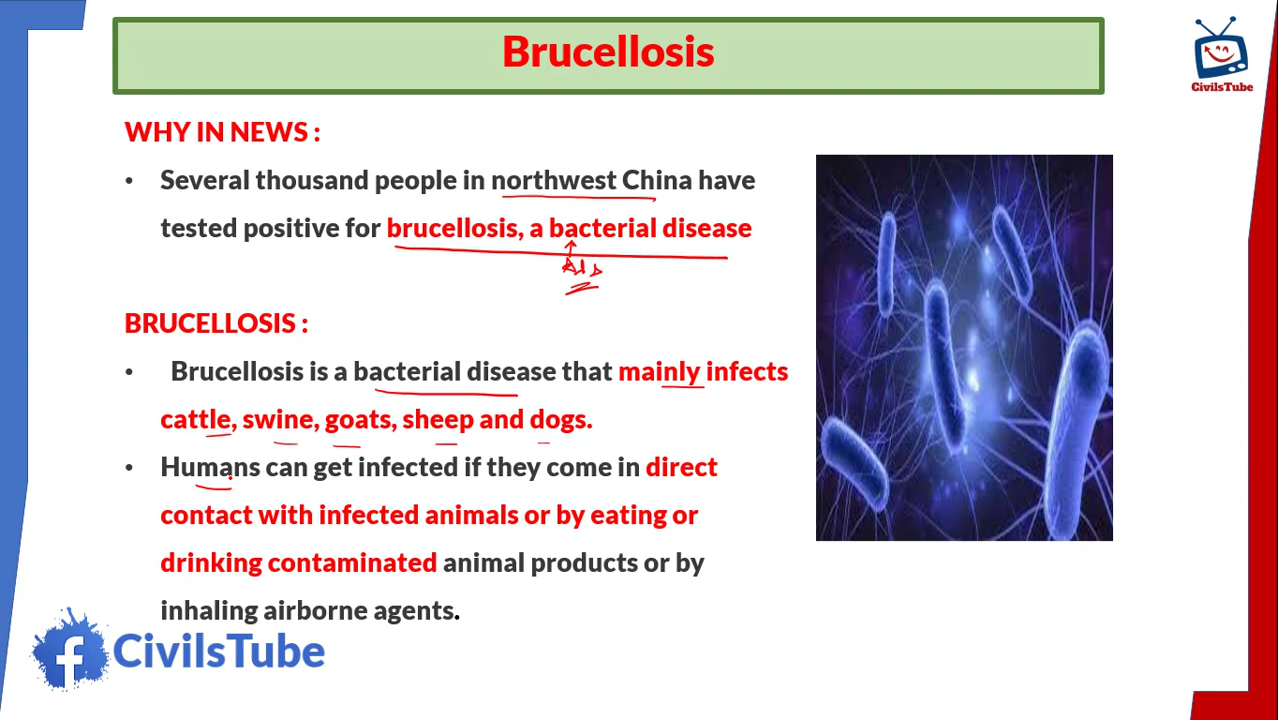 Brucellosis
CivilsTube
WHY IN NEWS :
• Several thousand people in northwest China have
tested positive for brucellosis, a bacterial disease
BRUCELLOSIS :
• Brucellosis is a bacterial disease that mainly infects
cattle, swine, goats, sheep and dogs.
• Humans can get infected if they come in direct
contact with infected animals or by eating or
drinking contaminated animal products or by
inhaling airborne agents.
f CivilsTube